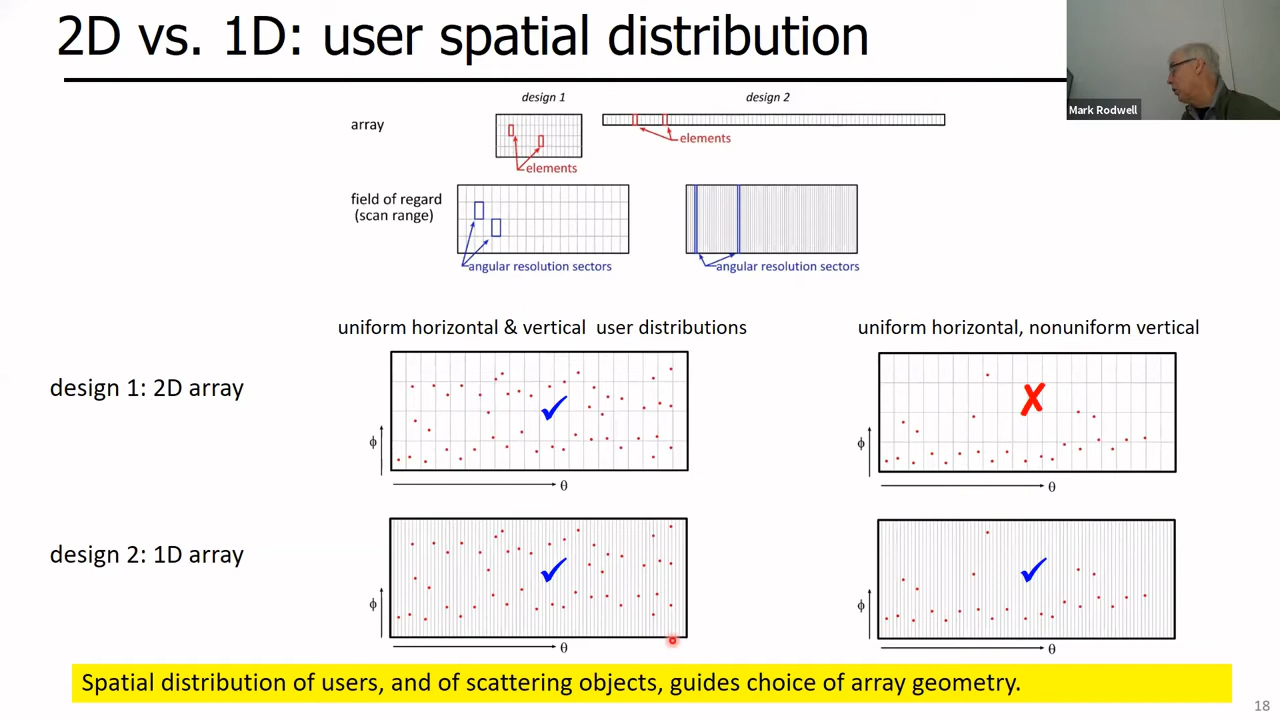 2D vs. 1D: user spatial distribution
Mark Rodwell
design 1
design 2
array
elements
elements
field of regard
(scan range)
angular resolution sectors
angular resolution sectors
uniform horizontal & vertical user distributions
uniform horizontal, nonuniform vertical
design 1: 2D array
ϕ
θ
ϕ
θ
design 2: 1D array
ϕ
θ
ϕ
θ
Spatial distribution of users, and of scattering objects, guides choice of array geometry.
18